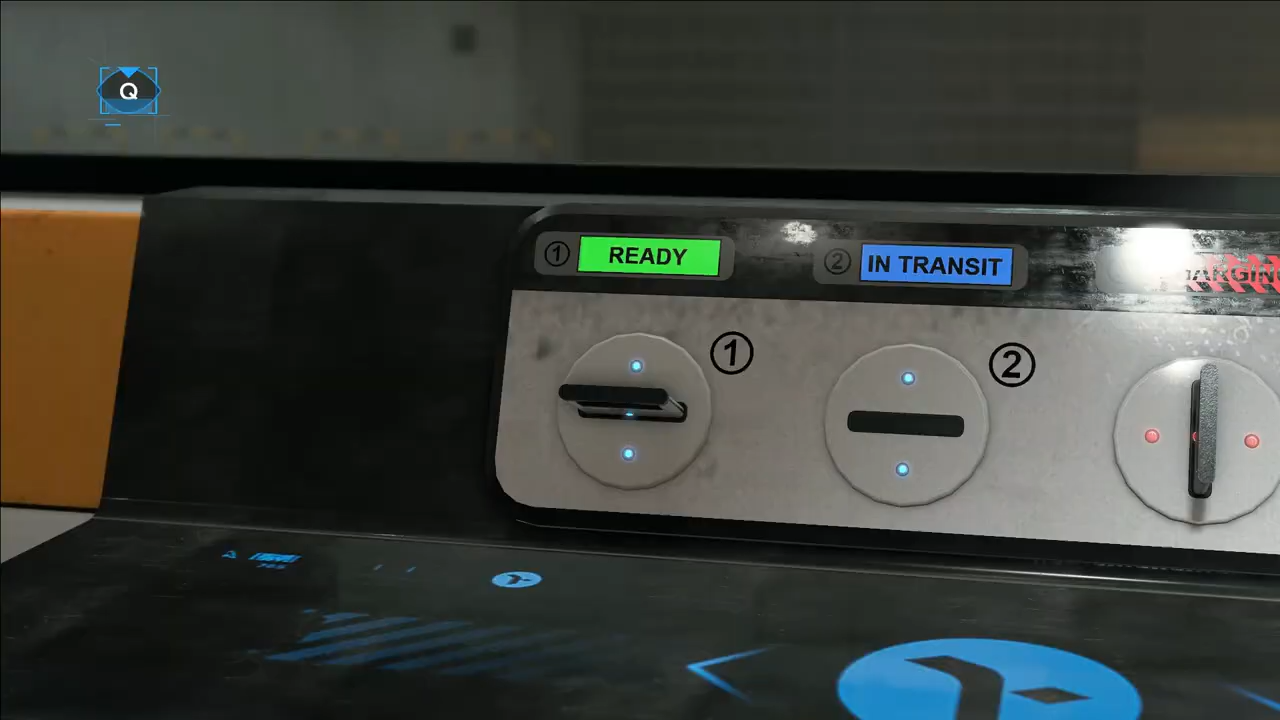 Q
① READY
② IN TRANSIT
①
②